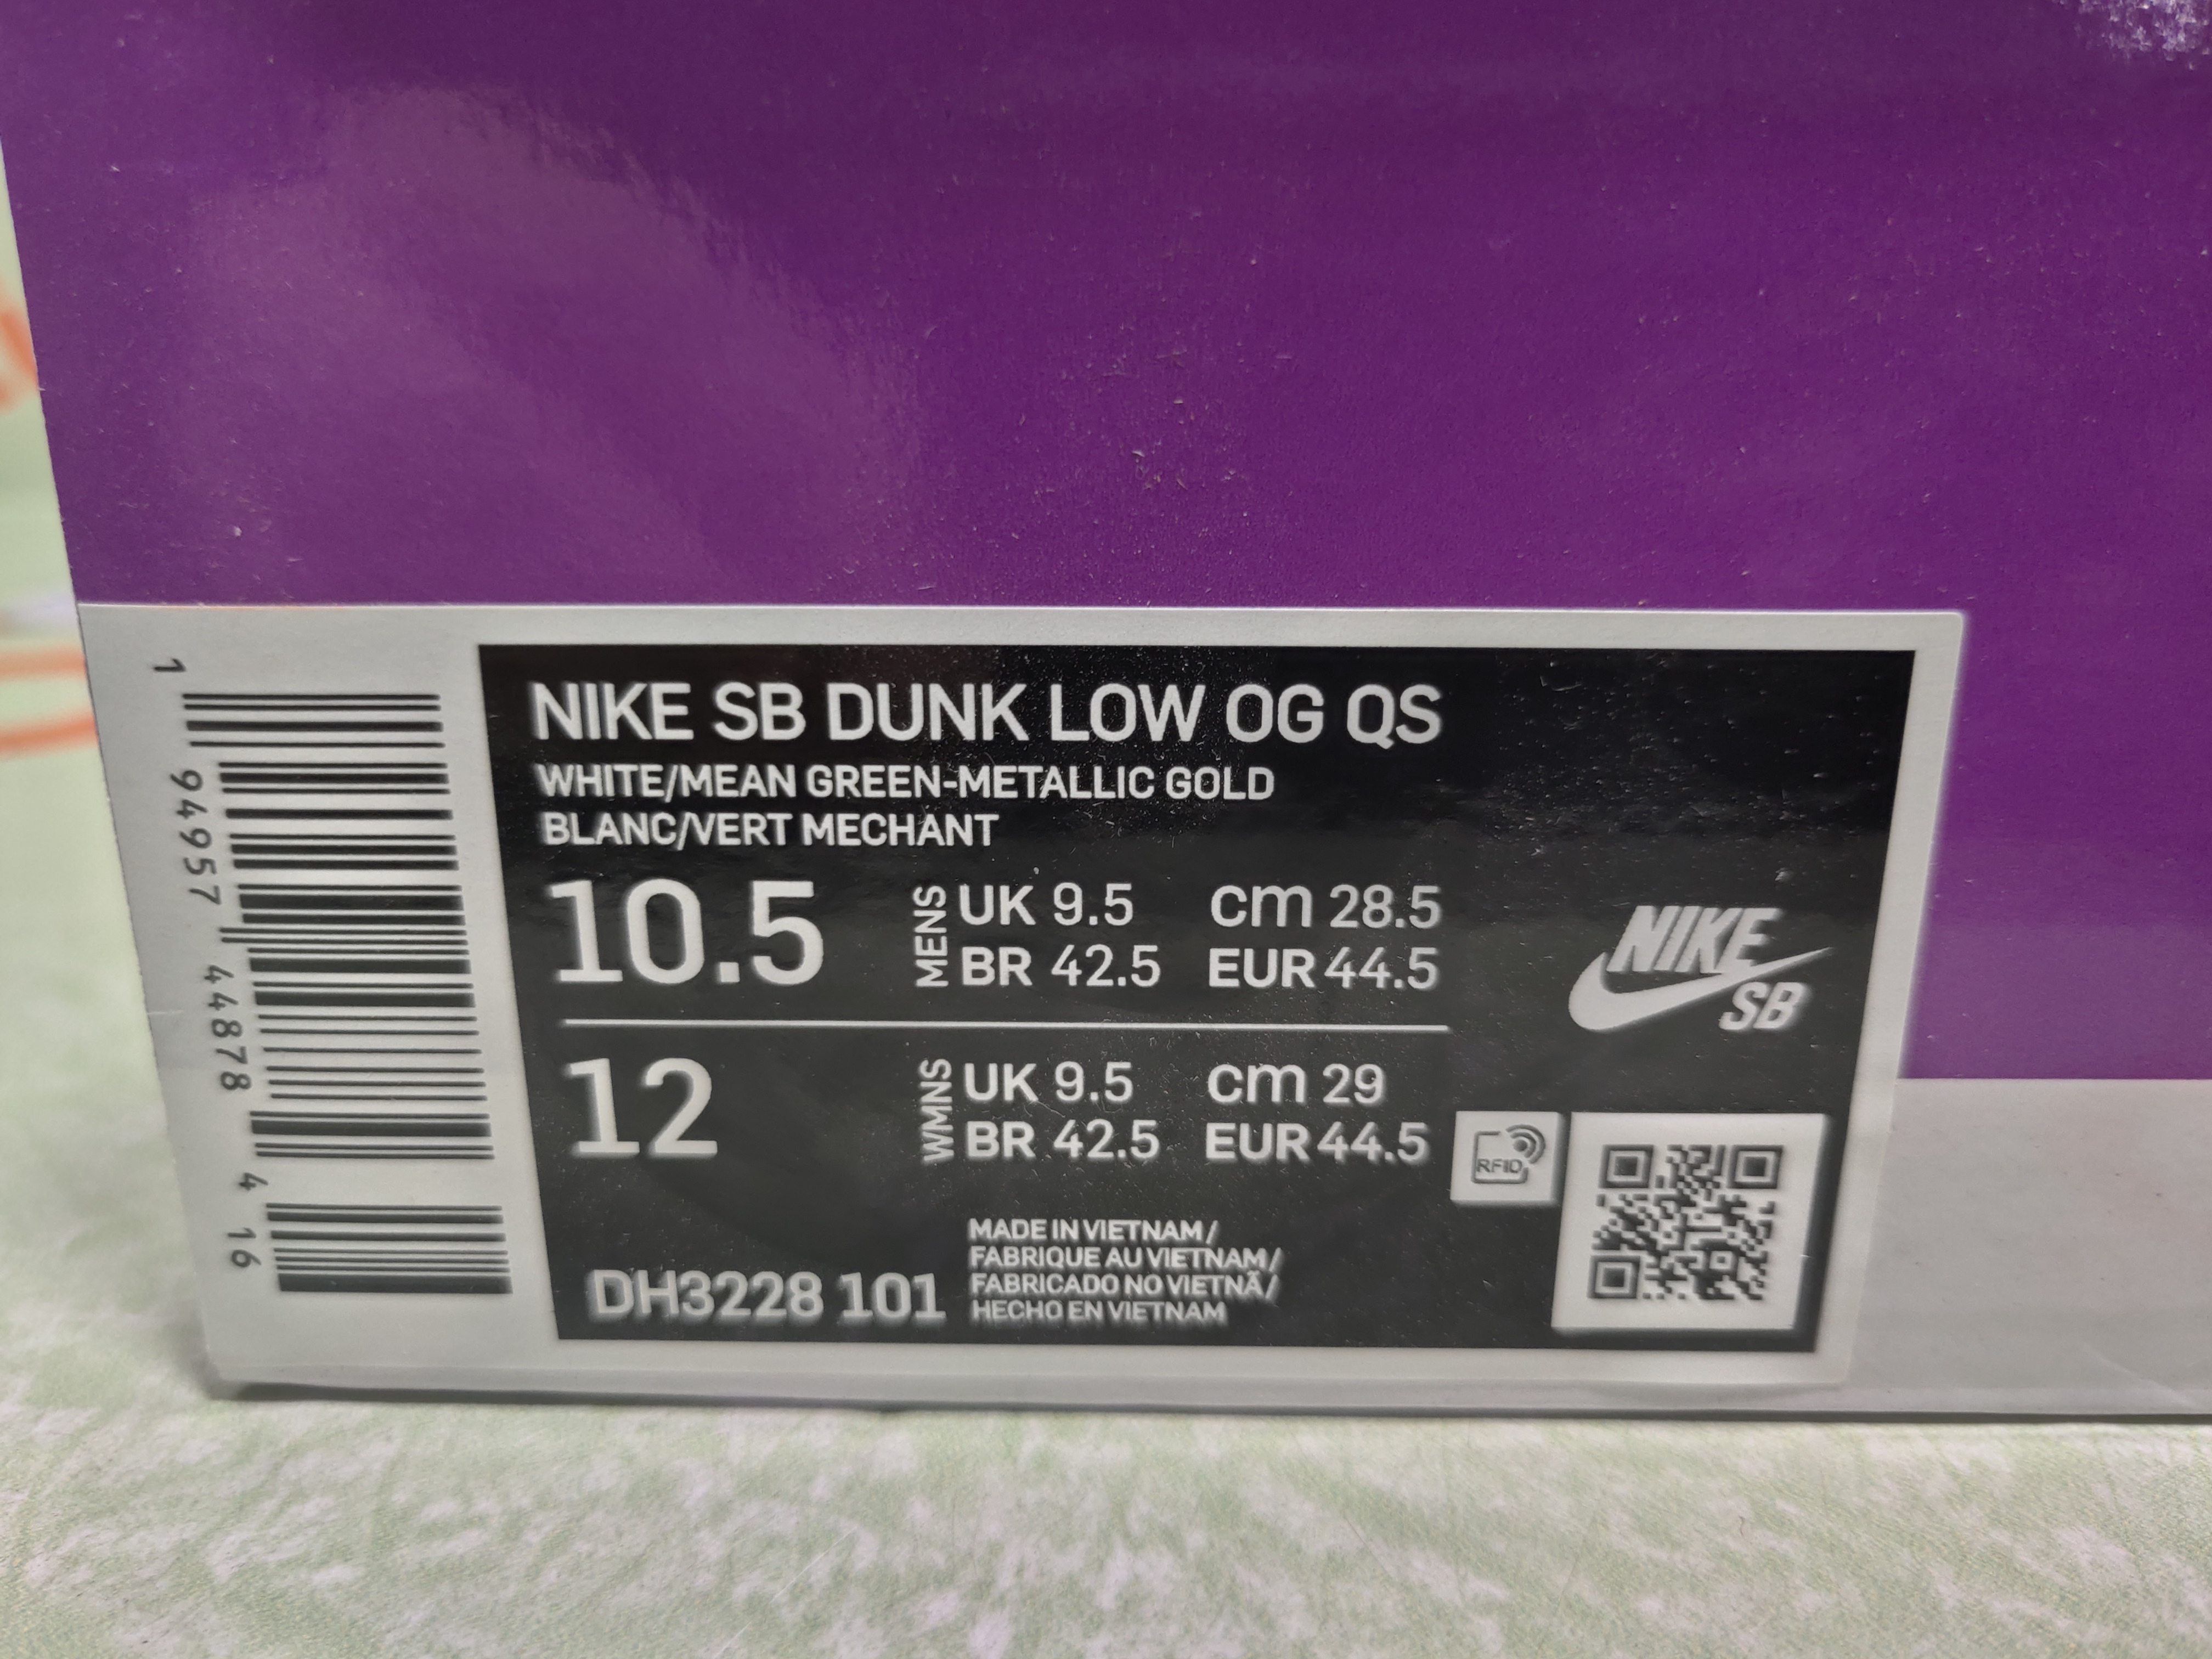 NIKE SB DUNK LOW OG QS
WHITE/MEAN GREEN-METALLIC GOLD
BLANC/VERT MECHANT
10.5 MENS UK 9.5 cm 28.5
BR 42.5 EUR 44.5
12 WMNS UK 9.5 cm 29
BR 42.5 EUR 44.5
DH3228 101
MADE IN VIETNAM /
FABRIQUE AU VIETNAM /
FABRICADO NO VIETNÃ /
HECHO EN VIETNAM
NIKE
SB
RFID
1 94957 44878 4 16